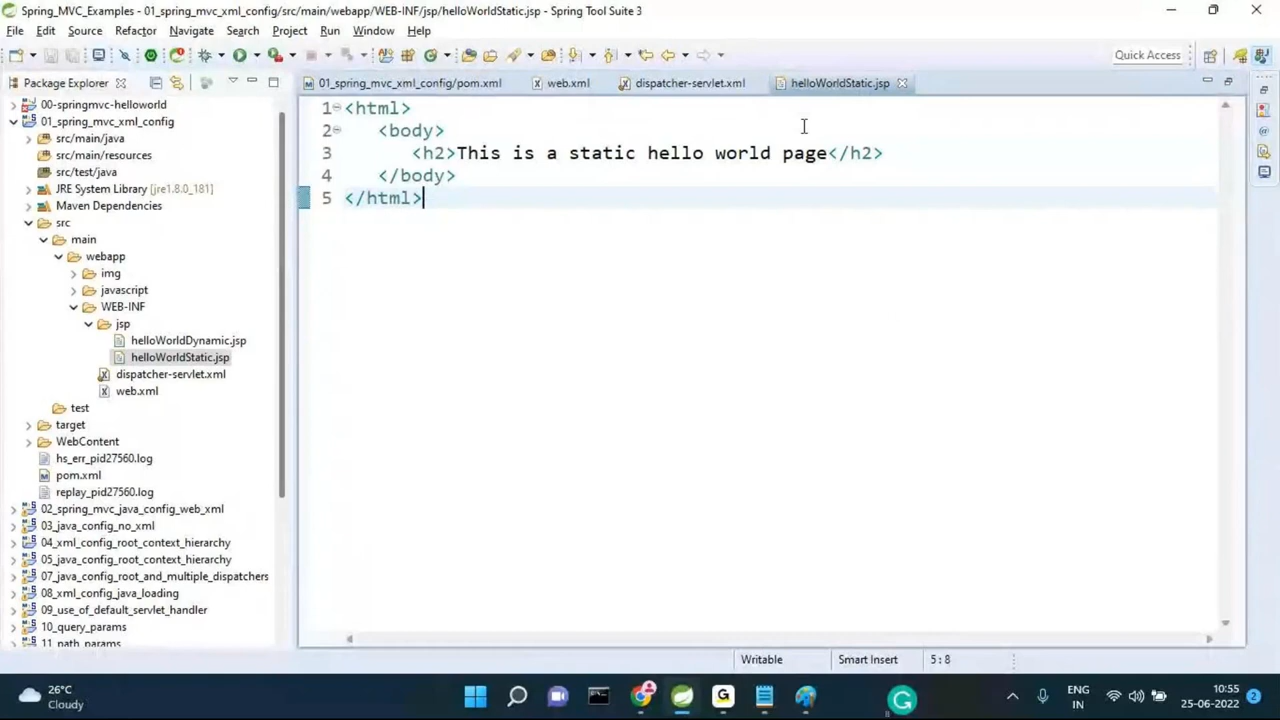 Spring_MVC_Examples - 01_spring_mvc_xml_config/src/main/webapp/WEB-INF/jsp/helloWorldStatic.jsp - Spring Tool Suite 3
File Edit Source Refactor Navigate Search Project Run Window Help
Quick Access
Package Explorer
01_spring_mvc_xml_config/pom.xml web.xml dispatcher-servlet.xml helloWorldStatic.jsp
00-springmvc-helloworld
01_spring_mvc_xml_config
src/main/java
src/main/resources
src/test/java
JRE System Library [jre1.8.0_181]
Maven Dependencies
src
main
webapp
img
javascript
WEB-INF
jsp
helloWorldDynamic.jsp
helloWorldStatic.jsp
dispatcher-servlet.xml
web.xml
test
target
WebContent
hs_err_pid27560.log
pom.xml
replay_pid27560.log
02_spring_mvc_java_config_web_xml
03_java_config_no_xml
04_xml_config_root_context_hierarchy
05_java_config_root_context_hierarchy
07_java_config_root_and_multiple_dispatchers
08_xml_config_java_loading
09_use_of_default_servlet_handler
10_query_params
11_path_params
1 <html>
2 <body>
3 <h2>This is a static hello world page</h2>
4 </body>
5 </html>
Writable Smart Insert 5:8
26°C
Cloudy
ENG
IN
10:55
25-06-2022
2